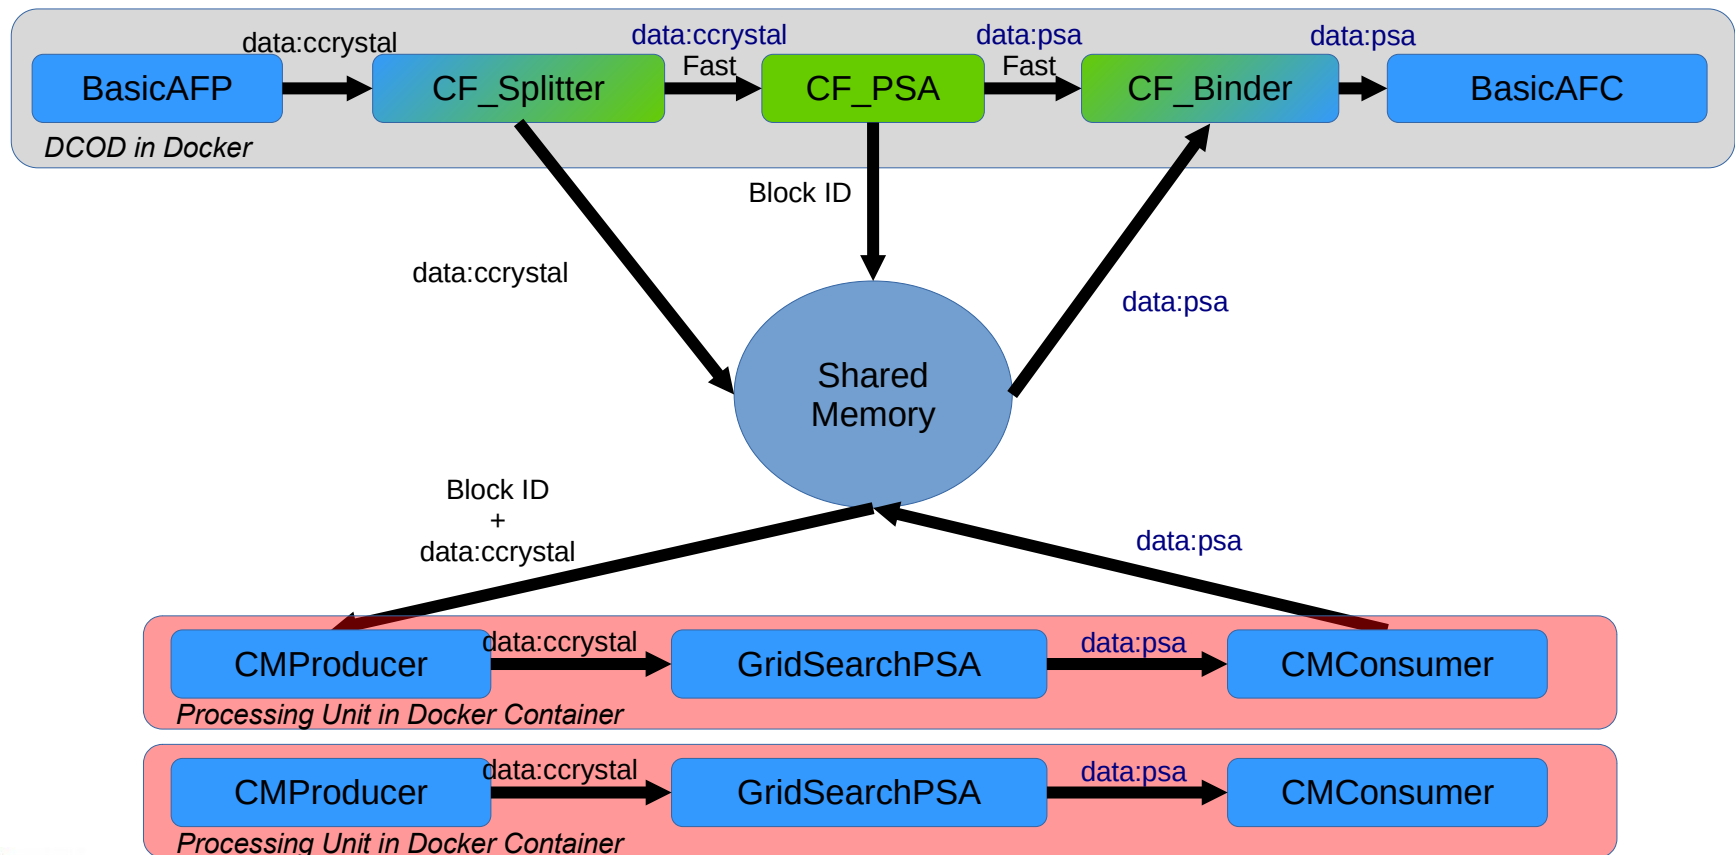 data:ccrystal
data:ccrystal
Fast
data:psa
Fast
data:psa
BasicAFP
CF_Splitter
CF_PSA
CF_Binder
BasicAFC
DCOD in Docker
Block ID
data:ccrystal
data:psa
Shared
Memory
Block ID
+
data:ccrystal
data:psa
CMProducer
data:ccrystal
GridSearchPSA
data:psa
CMConsumer
Processing Unit in Docker Container
CMProducer
data:ccrystal
GridSearchPSA
data:psa
CMConsumer
Processing Unit in Docker Container